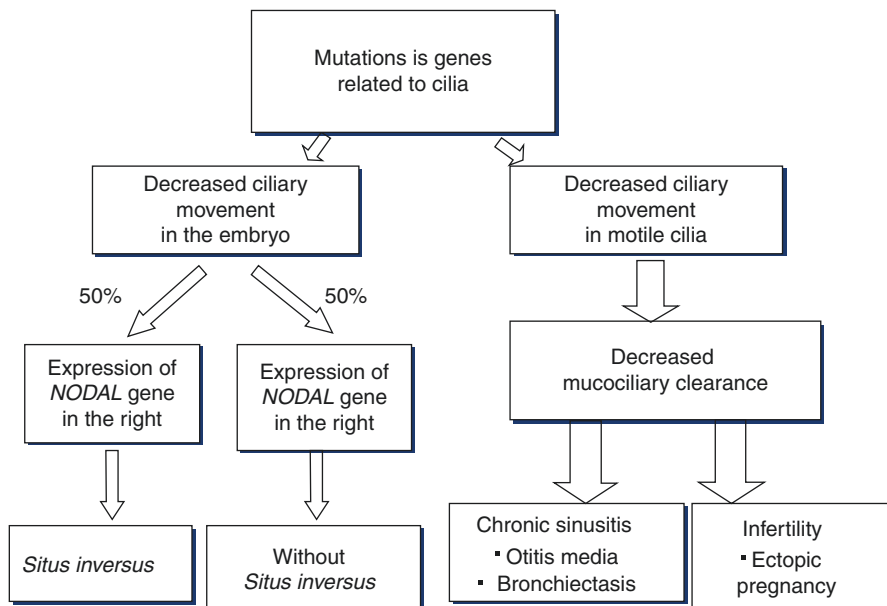 Mutations is genes
related to cilia
Decreased ciliary
movement
in the embryo
Decreased ciliary
movement
in motile cilia
50%
50%
Expression of
NODAL gene
in the right
Expression of
NODAL gene
in the right
Decreased
mucociliary clearance
Situs inversus
Without
Situs inversus
Chronic sinusitis
▪ Otitis media
▪ Bronchiectasis
Infertility
▪ Ectopic
pregnancy